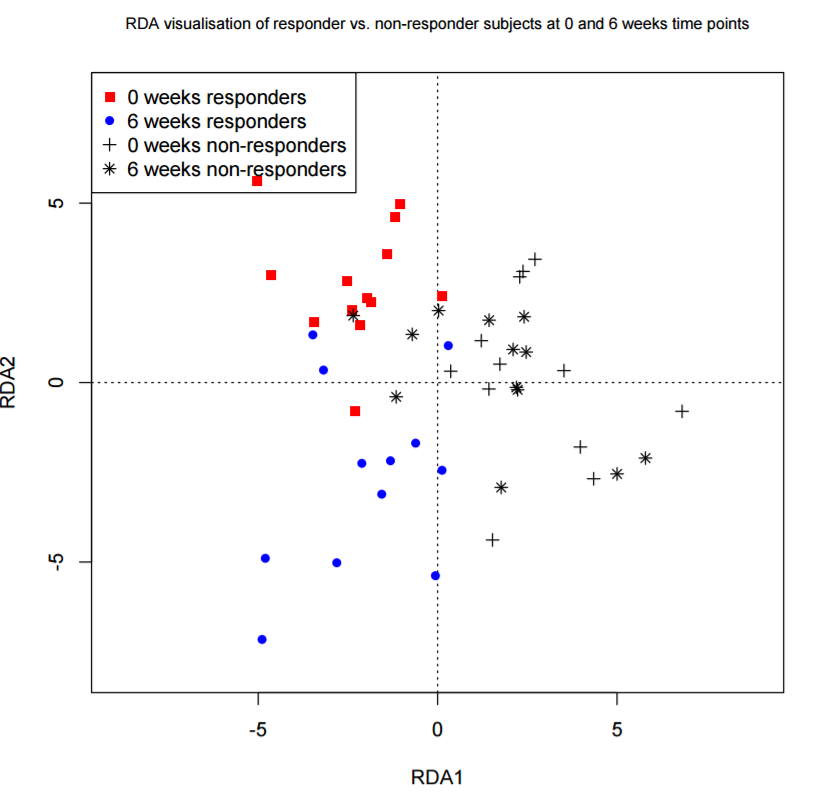 RDA visualisation of responder vs. non-responder subjects at 0 and 6 weeks time points
0 weeks responders
6 weeks responders
0 weeks non-responders
6 weeks non-responders
5
0
-5
RDA2
-5
0
5
RDA1